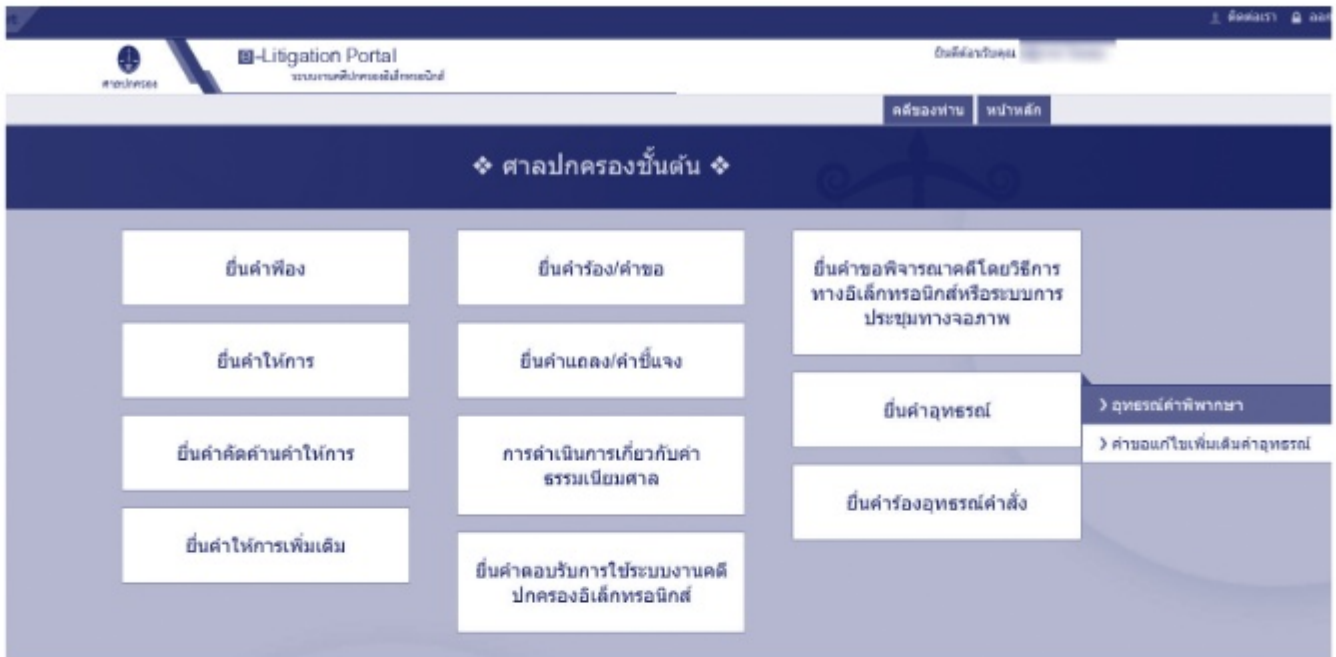 ติดต่อเรา
ศาลปกครอง
e-Litigation Portal
ระบบงานคดีปกครองอิเล็กทรอนิกส์
ยินดีต้อนรับคุณ
คดีของท่าน
หน้าหลัก
❖ ศาลปกครองชั้นต้น ❖
ยื่นคำฟ้อง
ยื่นคำให้การ
ยื่นคำคัดค้านคำให้การ
ยื่นคำให้การเพิ่มเติม
ยื่นคำร้อง/คำขอ
ยื่นคำแถลง/คำชี้แจง
การดำเนินการเกี่ยวกับค่า
ธรรมเนียมศาล
ยื่นคำตอบรับการใช้ระบบงานคดี
ปกครองอิเล็กทรอนิกส์
ยื่นคำขอพิจารณาคดีโดยวิธีการ
ทางอิเล็กทรอนิกส์หรือระบบการ
ประชุมทางจอภาพ
ยื่นคำอุทธรณ์
ยื่นคำร้องอุทธรณ์คำสั่ง
อุทธรณ์คำพิพากษา
คำขอแก้ไขเพิ่มเติมคำอุทธรณ์